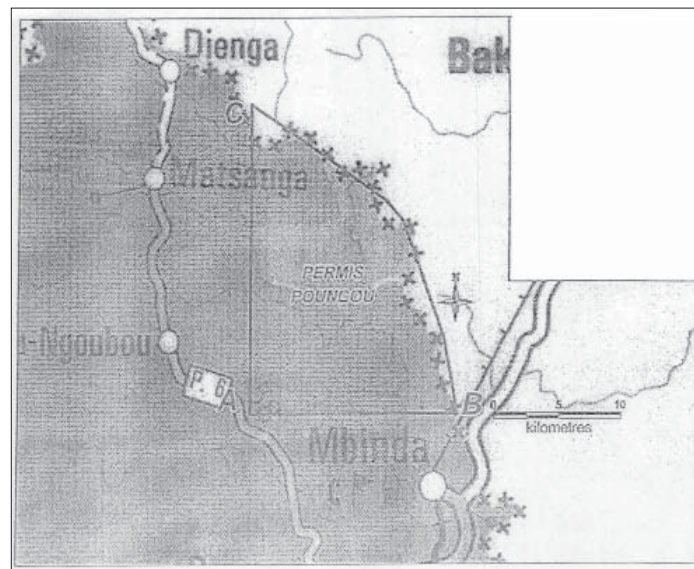 Dienga
Bak
C
Matsanga
PERMIS
POUNGOU
N
-Ngoubou
P. 6
A
B
0 5 10
kilometres
Mbinda